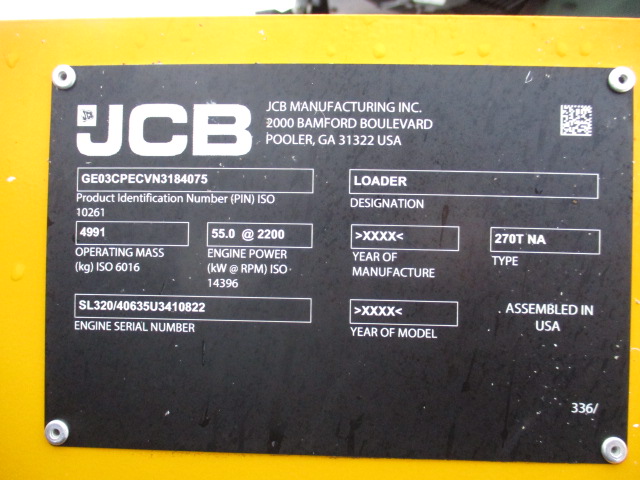 JCB
JCB MANUFACTURING INC.
2000 BAMFORD BOULEVARD
POOLER, GA 31322 USA
GE03CPECVN3184075
Product Identification Number (PIN) ISO
10261
LOADER
DESIGNATION
4991
OPERATING MASS
(kg) ISO 6016
55.0 @ 2200
ENGINE POWER
(kW @ RPM) ISO
14396
>XXXX<
YEAR OF
MANUFACTURE
270T NA
TYPE
SL320/40635U3410822
ENGINE SERIAL NUMBER
>XXXX<
YEAR OF MODEL
ASSEMBLED IN
USA
336/